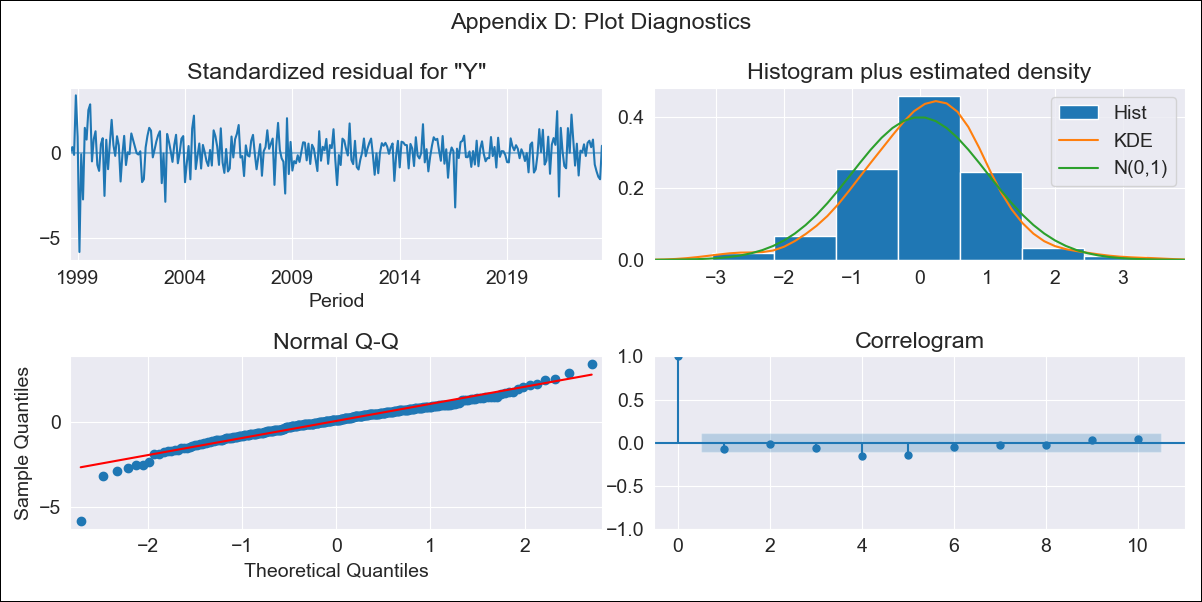 Appendix D: Plot Diagnostics
Standardized residual for "Y"
0
−5
1999 2004 2009 2014 2019
Period
Histogram plus estimated density
0.4
0.2
0.0
Hist
KDE
N(0,1)
−3 −2 −1 0 1 2 3
Normal Q-Q
Sample Quantiles
0
−5
−2 −1 0 1 2
Theoretical Quantiles
Correlogram
1.0
0.5
0.0
−0.5
−1.0
0 2 4 6 8 10